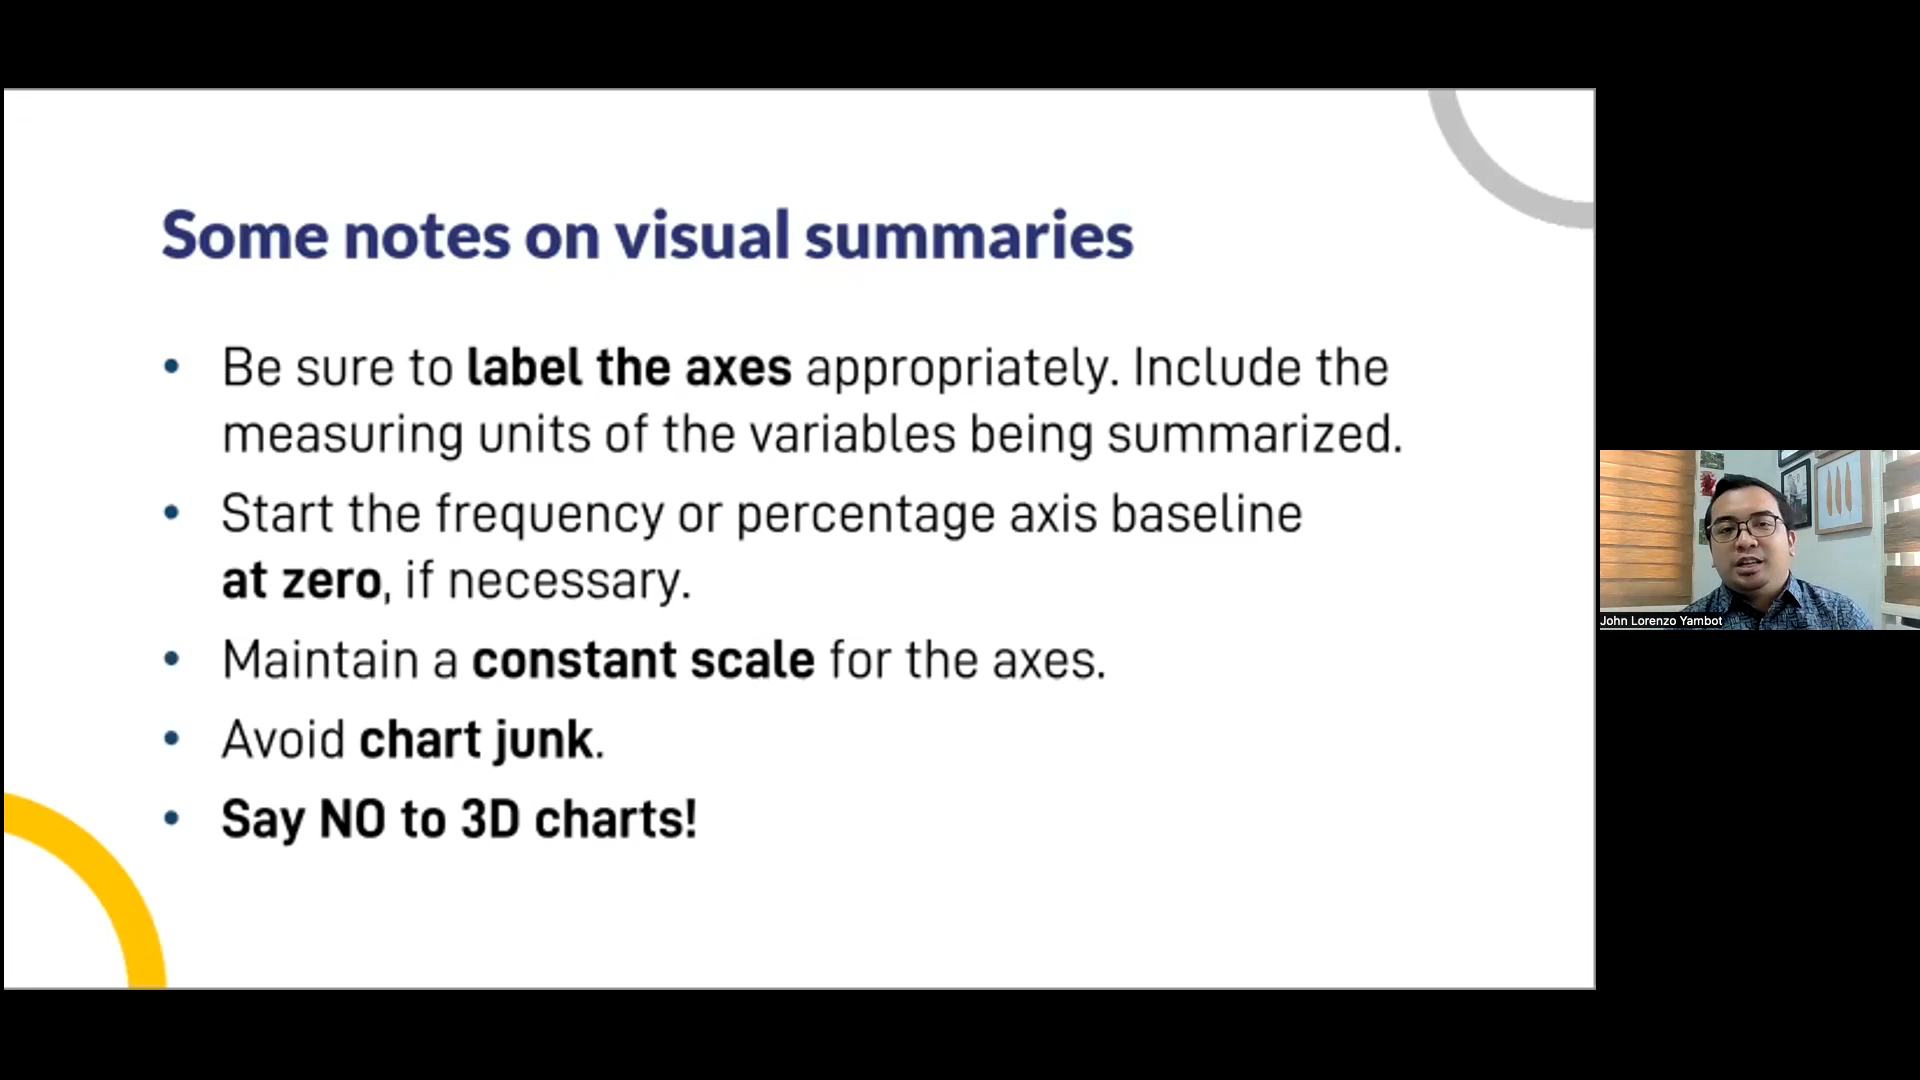 Some notes on visual summaries
• Be sure to label the axes appropriately. Include the
measuring units of the variables being summarized.
• Start the frequency or percentage axis baseline
at zero, if necessary.
• Maintain a constant scale for the axes.
• Avoid chart junk.
• Say NO to 3D charts!
John Lorenzo Yambot